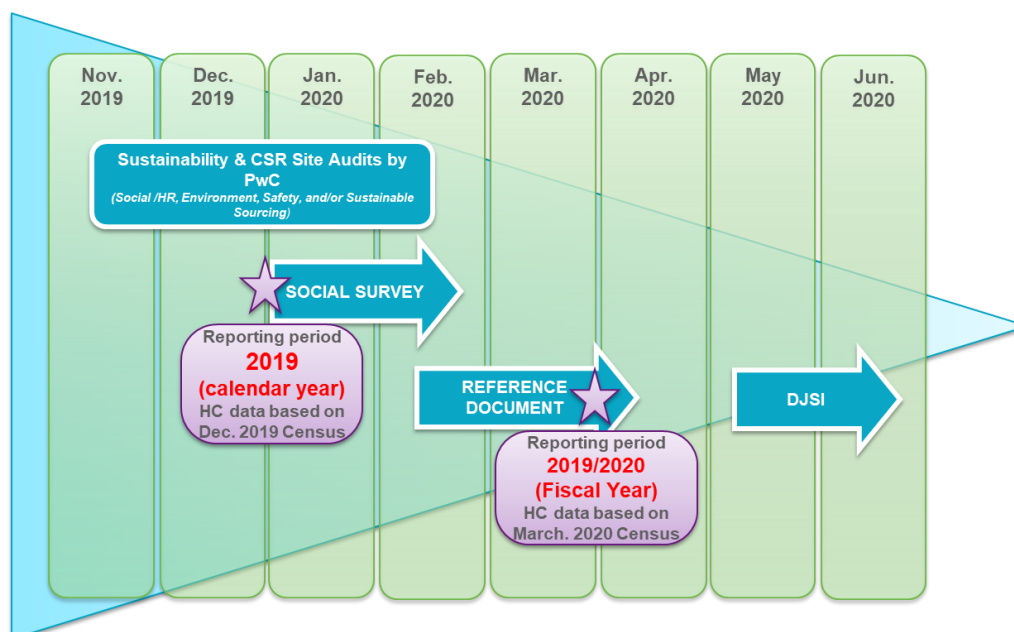 Nov.
2019
Dec.
2019
Jan.
2020
Feb.
2020
Mar.
2020
Apr.
2020
May
2020
Jun.
2020
Sustainability & CSR Site Audits by
PwC
(Social /HR, Environment, Safety, and/or Sustainable
Sourcing)
SOCIAL SURVEY
Reporting period
2019
(calendar year)
HC data based on
Dec. 2019 Census
REFERENCE
DOCUMENT
DJSI
Reporting period
2019/2020
(Fiscal Year)
HC data based on
March. 2020 Census